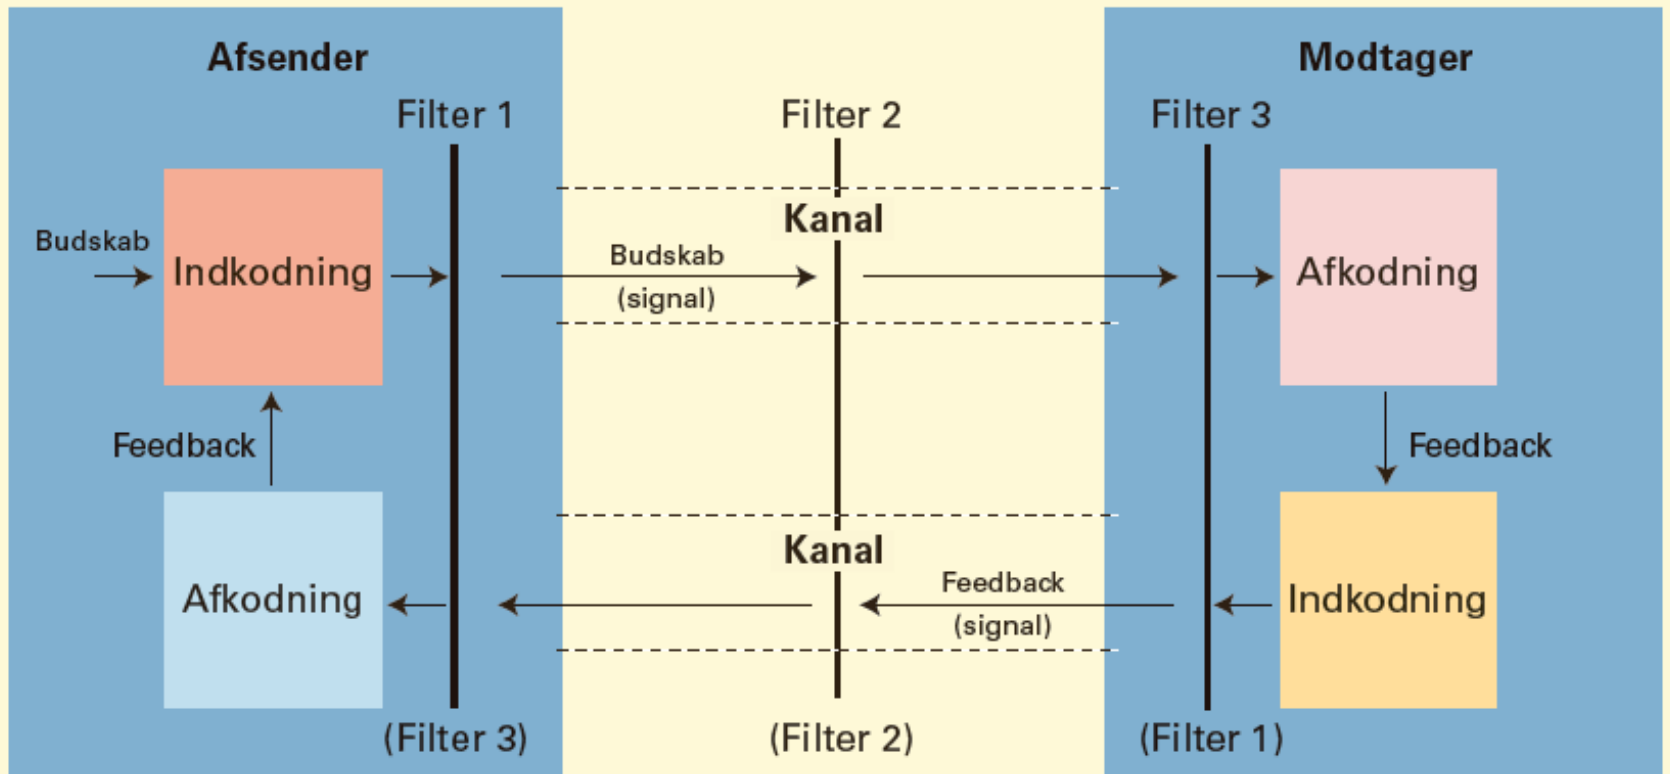 Afsender
Modtager
Filter 1
Filter 2
Filter 3
Kanal
Budskab
Indkodning
Budskab
(signal)
Afkodning
Feedback
Feedback
Kanal
Afkodning
Feedback
(signal)
Indkodning
(Filter 3)
(Filter 2)
(Filter 1)